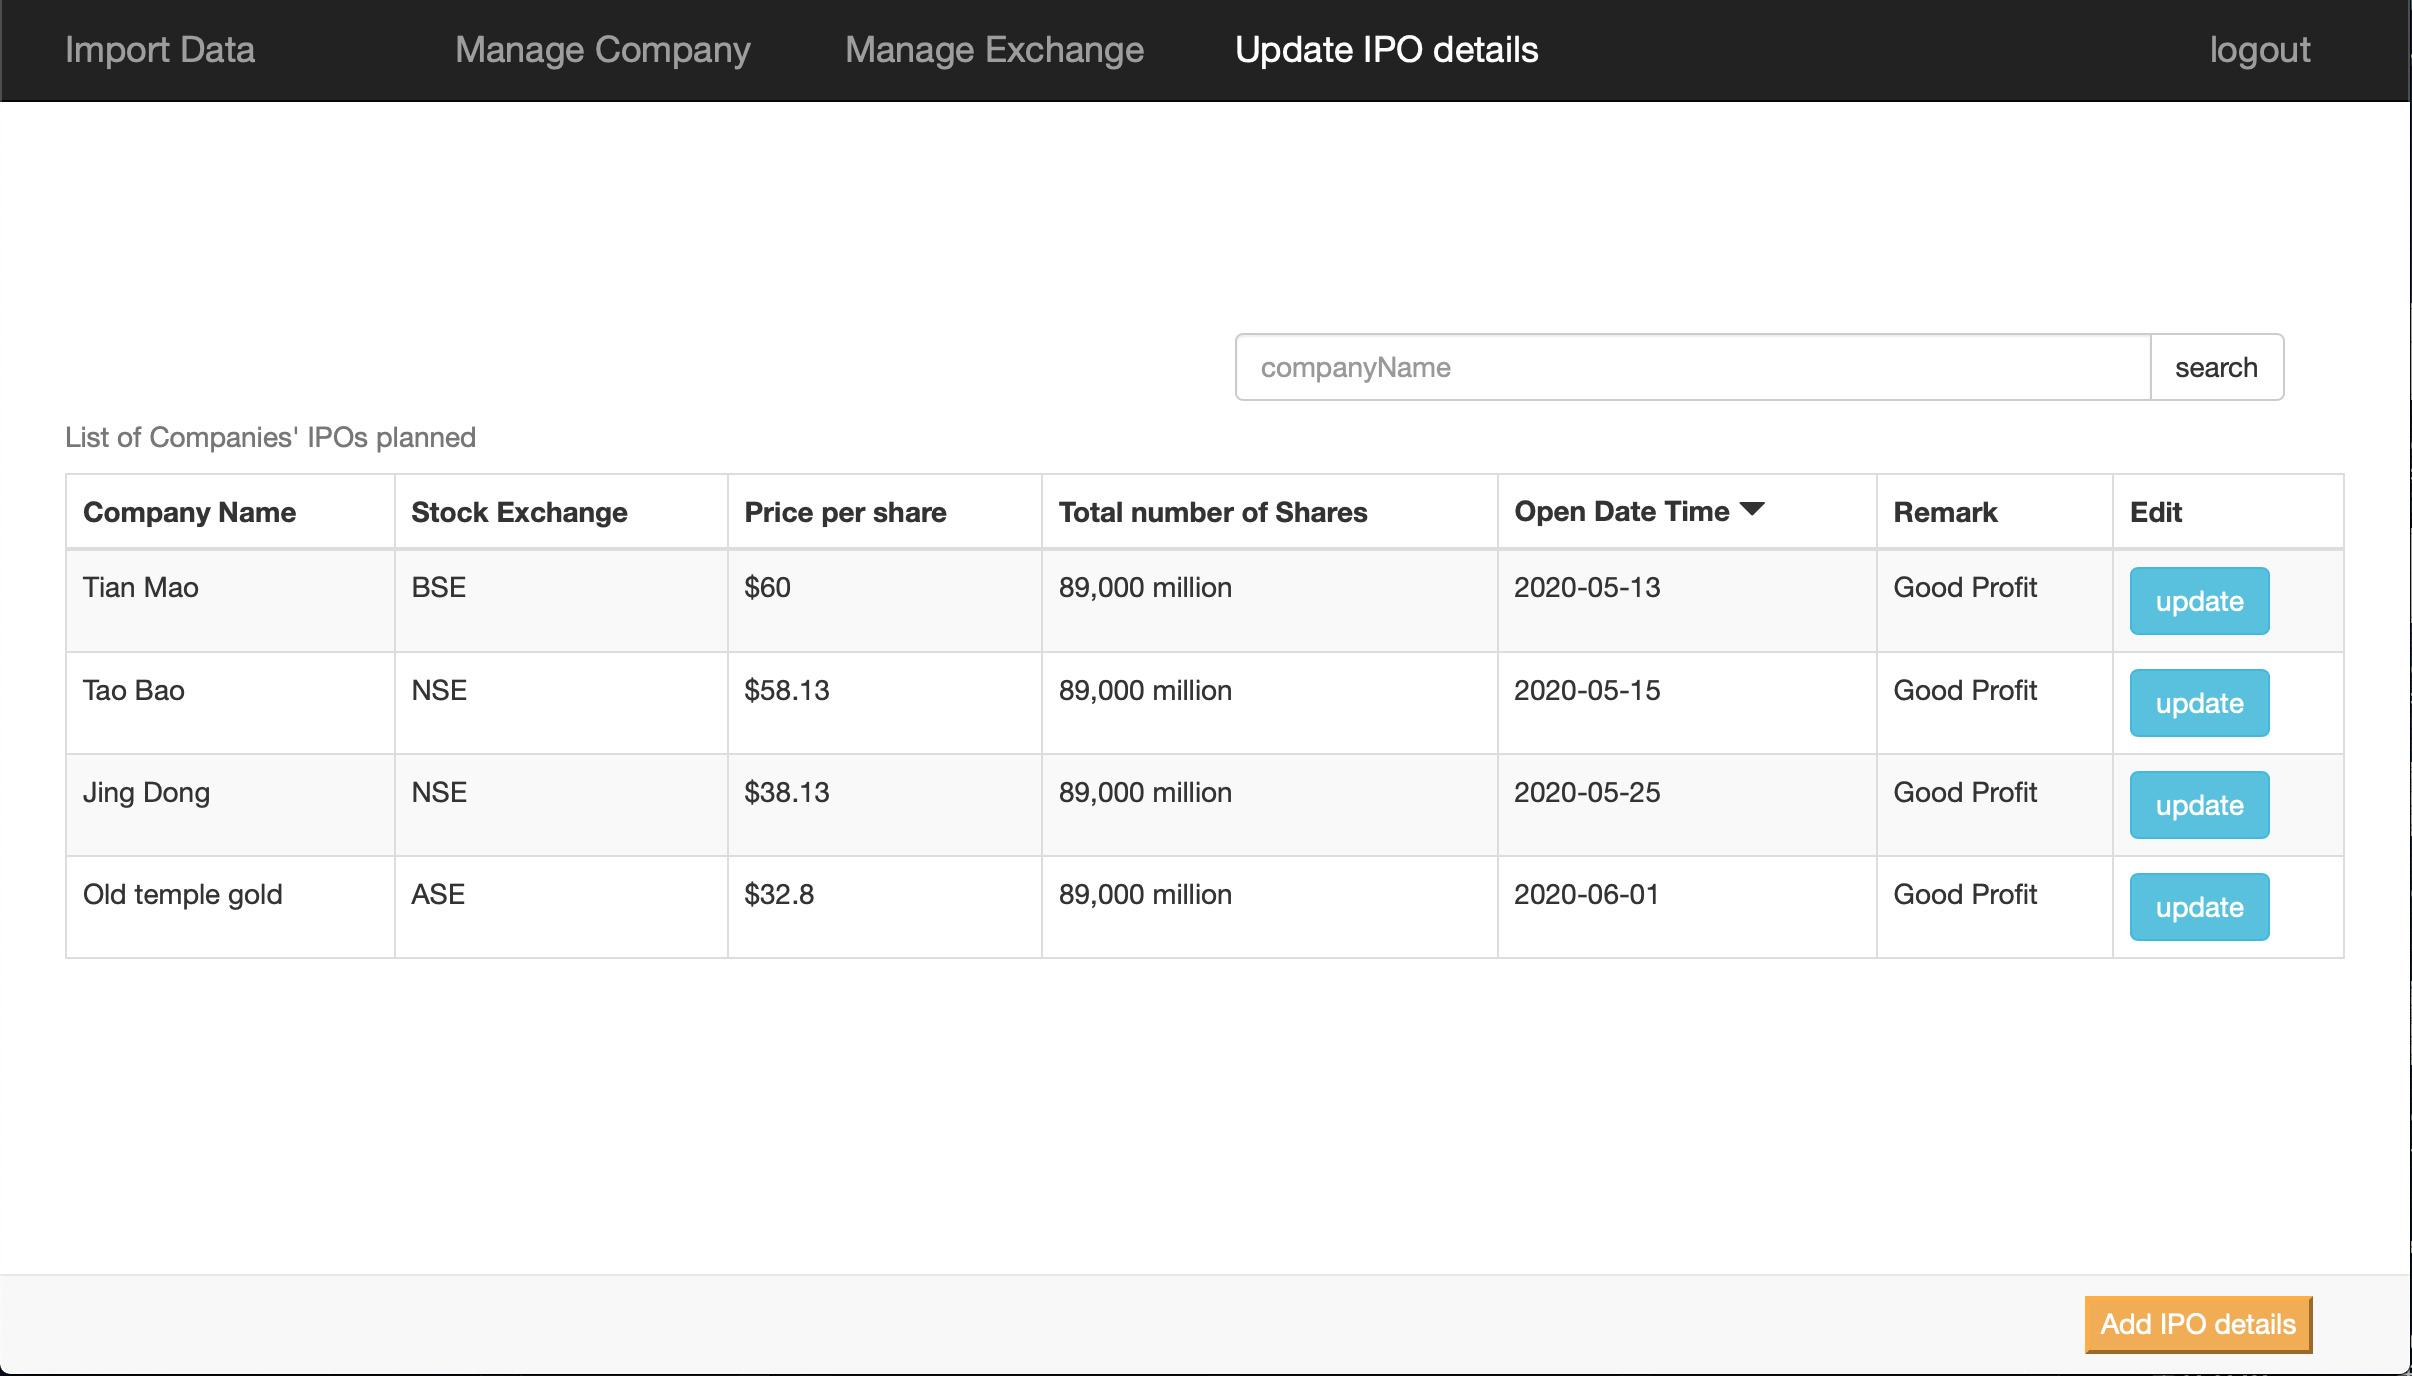 Import Data Manage Company Manage Exchange Update IPO details logout
companyName search
List of Companies' IPOs planned
Company Name Stock Exchange Price per share Total number of Shares Open Date Time Remark Edit
Tian Mao BSE $60 89,000 million 2020-05-13 Good Profit update
Tao Bao NSE $58.13 89,000 million 2020-05-15 Good Profit update
Jing Dong NSE $38.13 89,000 million 2020-05-25 Good Profit update
Old temple gold ASE $32.8 89,000 million 2020-06-01 Good Profit update
Add IPO details